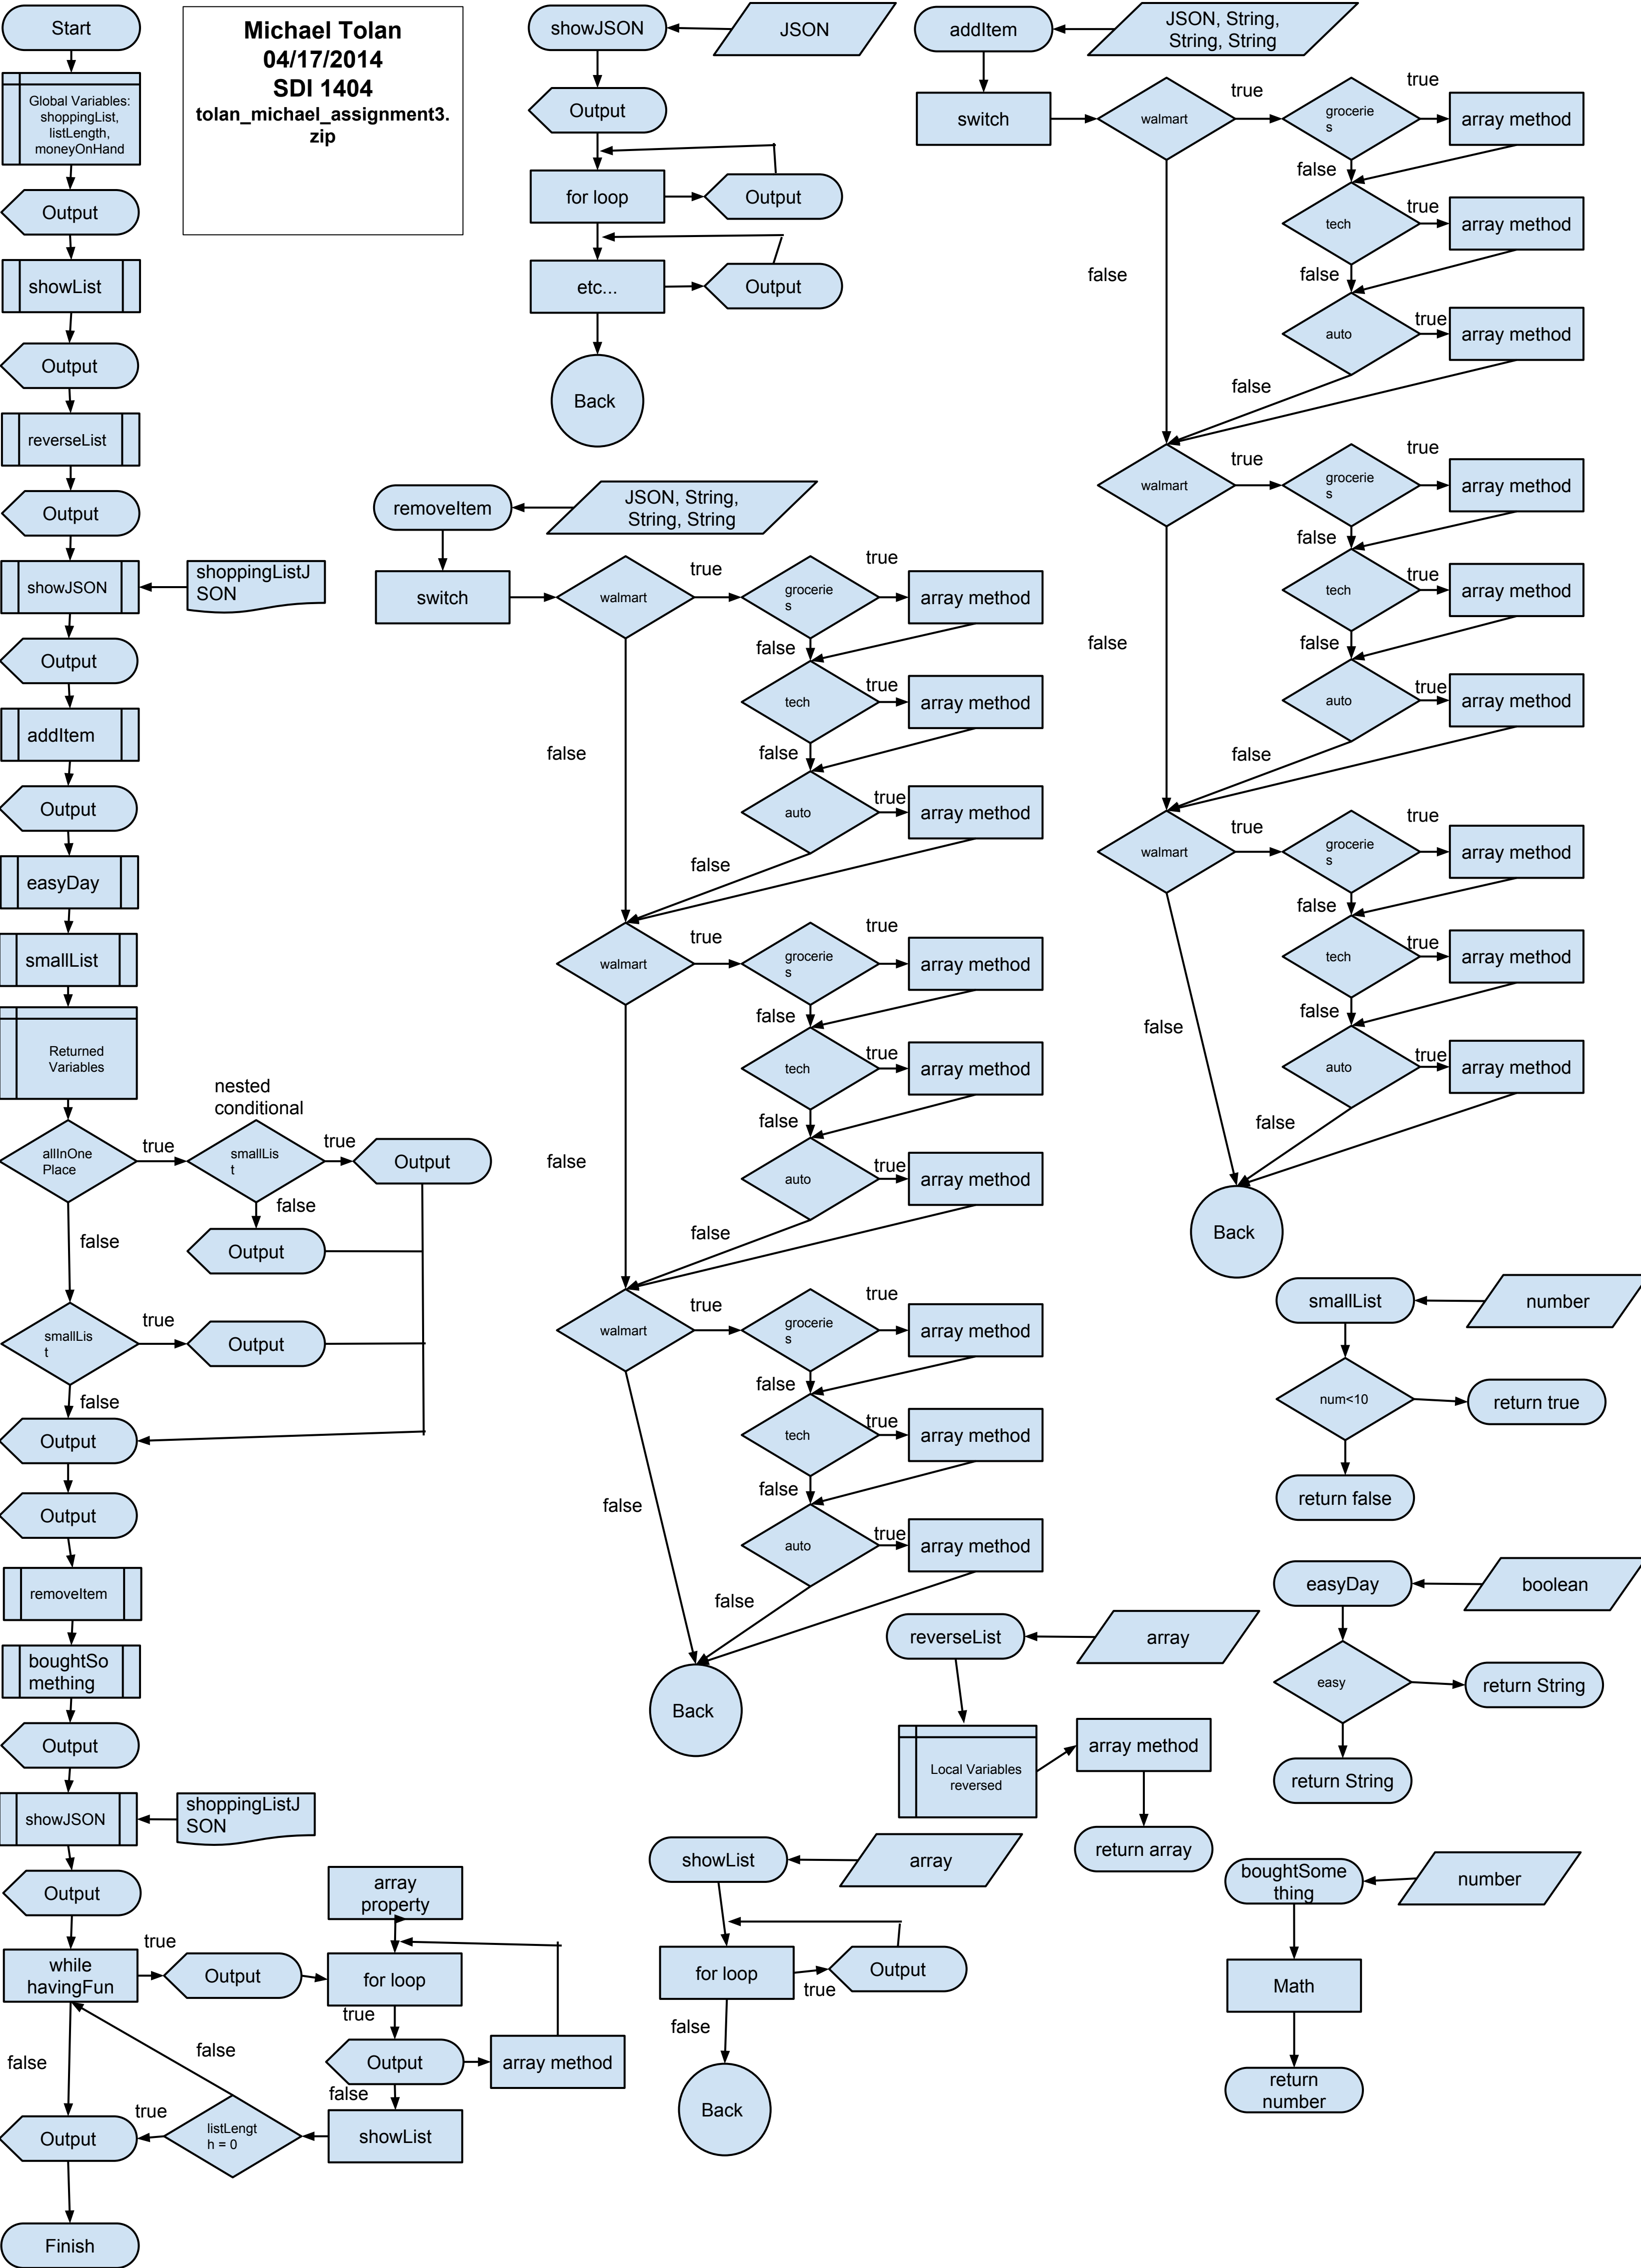 Start
Global Variables:
shoppingList,
listLength,
moneyOnHand
Output
showList
Output
reverseList
Output
showJSON
shoppingListJ
SON
Output
addItem
Output
easyDay
smallList
Returned
Variables
allInOne
Place
true
nested
conditional
smallLis
t
true
Output
false
Output
false
smallLis
t
true
Output
false
Output
Output
removeItem
boughtSo
mething
Output
showJSON
shoppingListJ
SON
Output
while
havingFun
true
Output
array
property
for loop
true
Output
array method
false
showList
listLengt
h = 0
false
true
false
Output
Finish
Michael Tolan
04/17/2014
SDI 1404
tolan_michael_assignment3.
zip
showJSON
JSON
Output
for loop
Output
etc...
Output
Back
removeItem
JSON, String,
String, String
switch
walmart
true
grocerie
s
true
array method
false
tech
true
array method
false
false
auto
true
array method
false
walmart
true
grocerie
s
true
array method
false
tech
true
array method
false
false
auto
true
array method
false
walmart
true
grocerie
s
true
array method
false
tech
true
array method
false
false
auto
true
array method
false
Back
addItem
JSON, String,
String, String
switch
walmart
true
grocerie
s
true
array method
false
tech
true
array method
false
false
auto
true
array method
false
walmart
true
grocerie
s
true
array method
false
tech
true
array method
false
false
auto
true
array method
false
walmart
true
grocerie
s
true
array method
false
tech
true
array method
false
false
auto
true
array method
false
Back
smallList
number
num<10
return true
return false
easyDay
boolean
easy
return String
return String
reverseList
array
Local Variables
reversed
array method
return array
showList
array
for loop
true
Output
false
Back
boughtSome
thing
number
Math
return
number